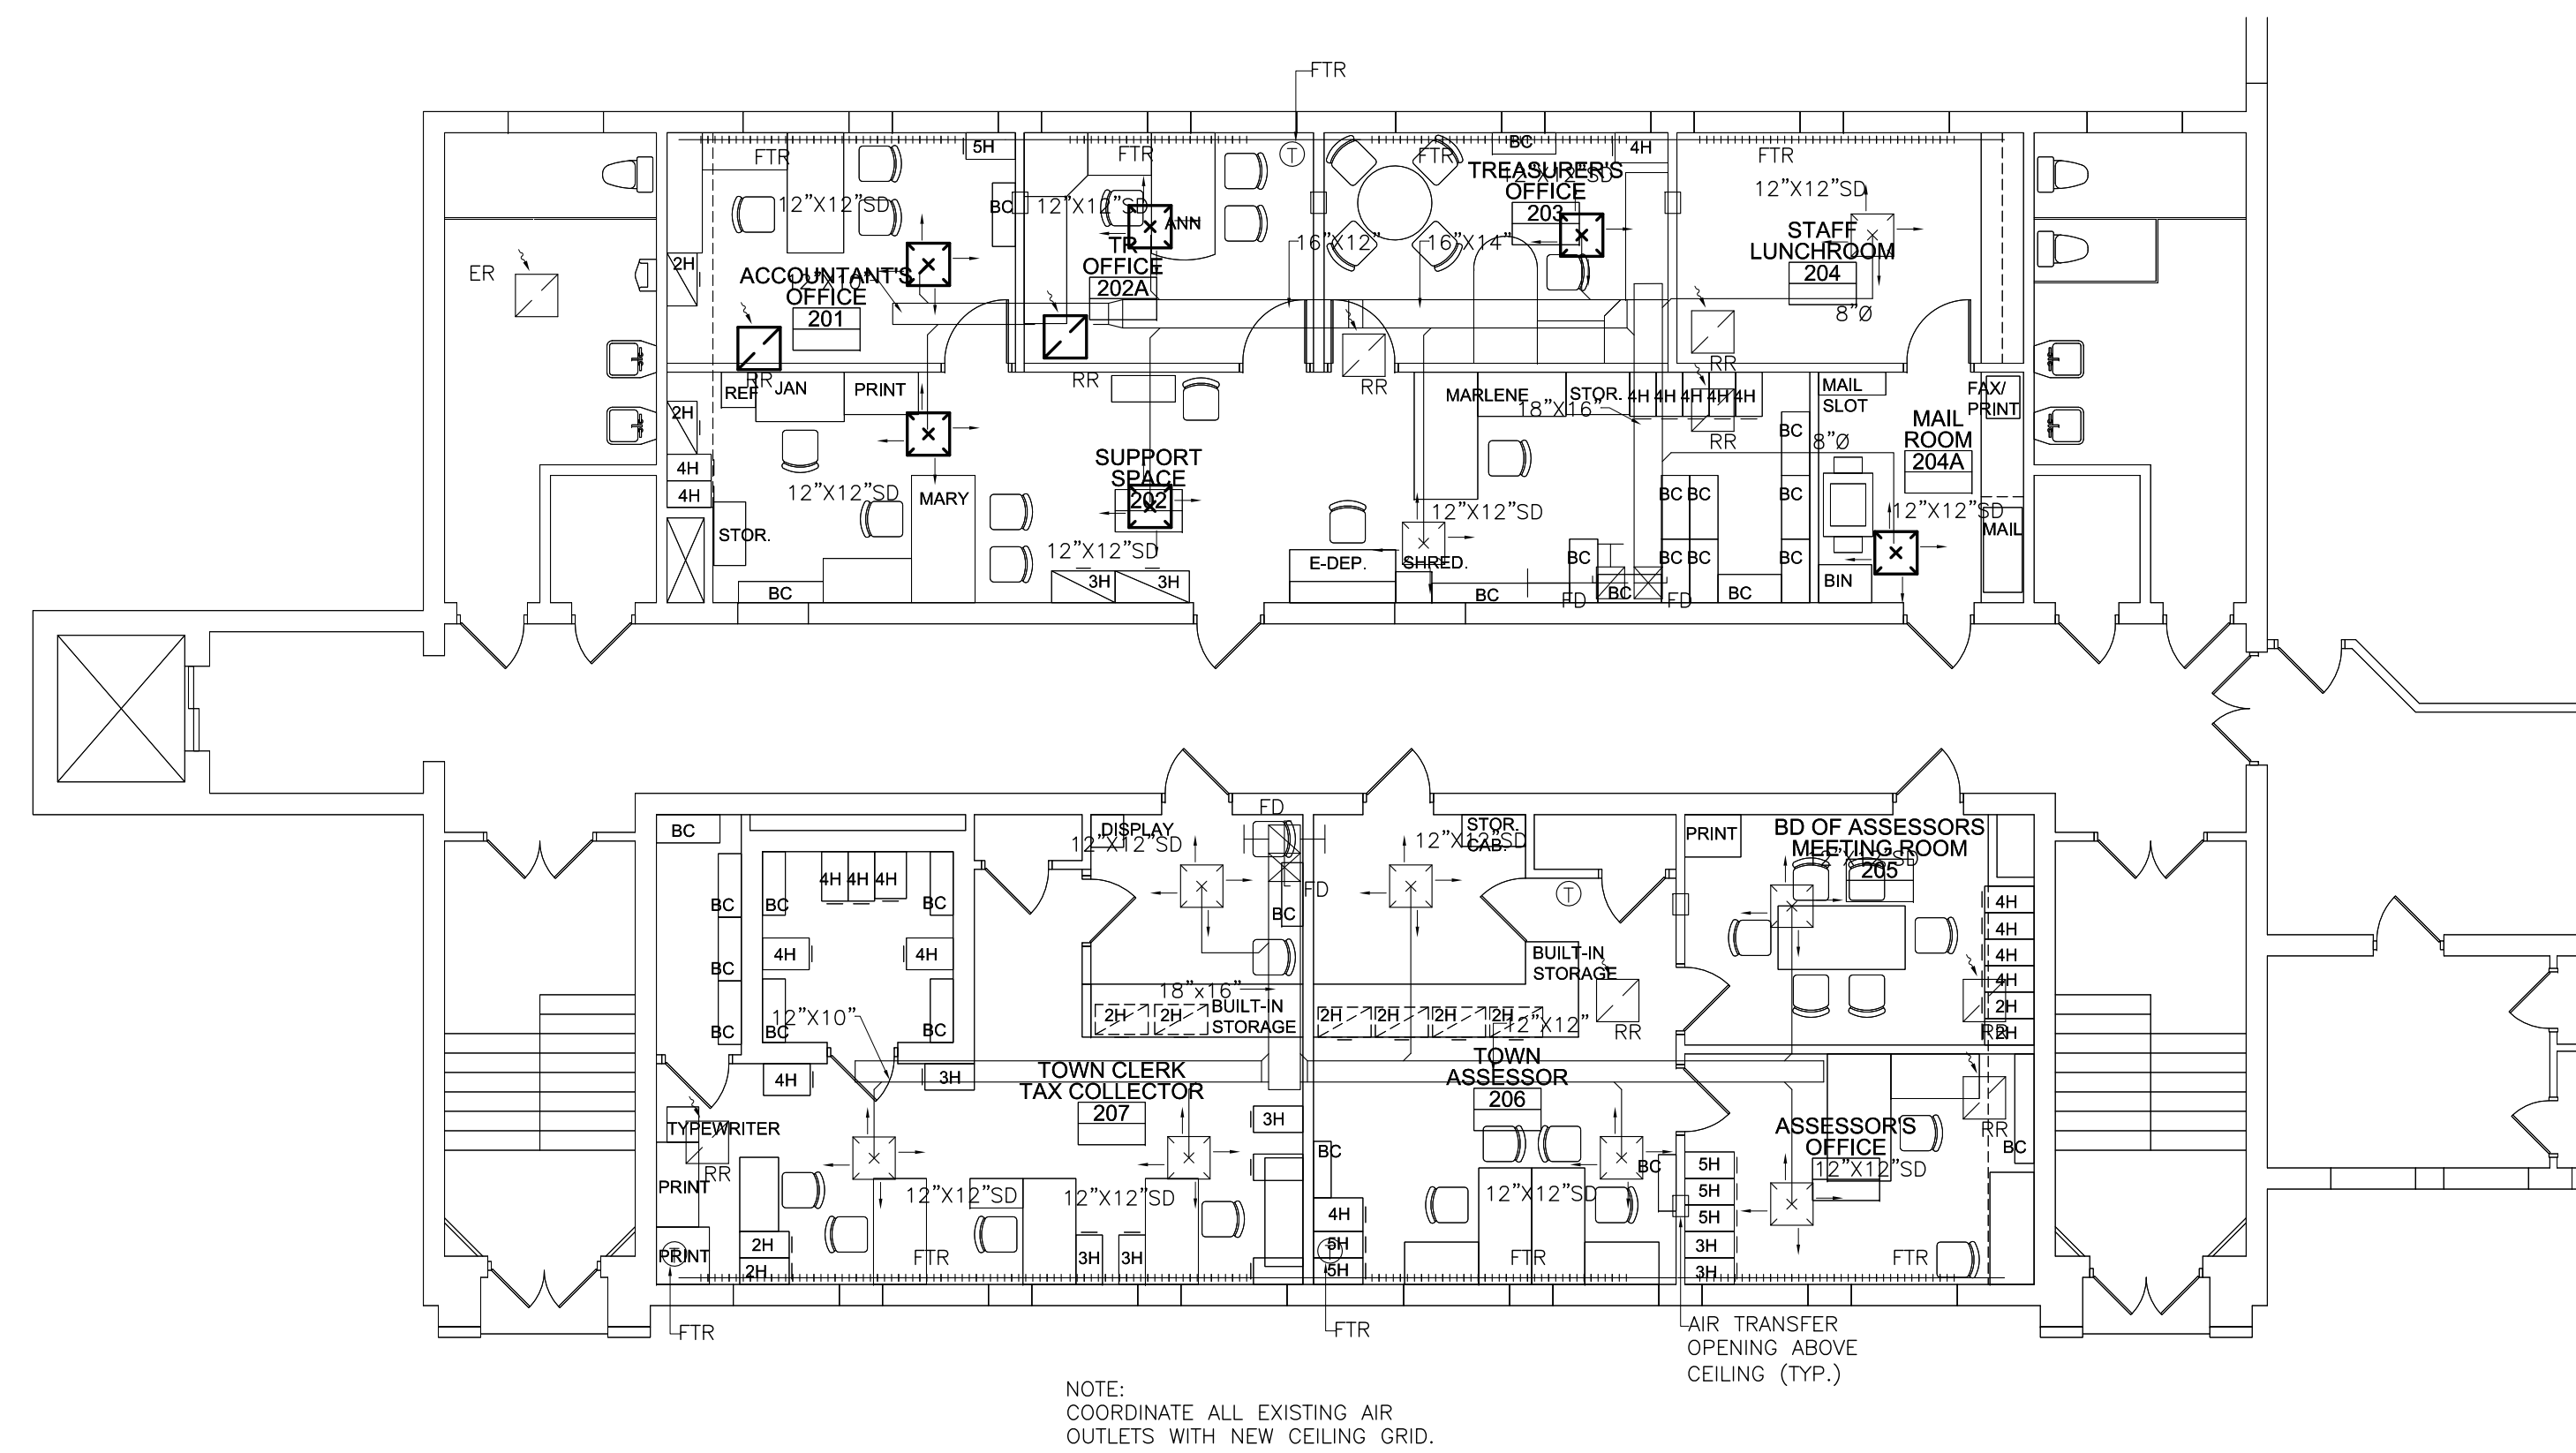 FTR
FTR
5H
FTR
FTR
BC
4H
FTR
TREASURER'S
OFFICE
203
12"X12"SD
12"X12"SD
BC
12"X12"SD
ANN
12"X12"SD
STAFF
LUNCHROOM
204
16"X12"
16"X14"
TR
OFFICE
202A
ER
2H
ACCOUNTANT'S
OFFICE
201
12"X10"
8"Ø
RR
RR
RR
RR
REF
JAN
PRINT
MARLENE
STOR.
4H
4H
4H
4H
4H
18"X16"
RR
MAIL
SLOT
FAX/
PRINT
2H
BC
8"Ø
MAIL
ROOM
204A
4H
4H
SUPPORT
SPACE
202
12"X12"SD
MARY
BC
BC
BC
12"X12"SD
12"X12"SD
MAIL
STOR.
12"X12"SD
3H
3H
E-DEP.
SHRED.
BC
BC
BC
BC
BIN
BC
BC
FD
BC
FD
BC
FD
BC
DISPLAY
12"X12"SD
STOR.
CAB.
12"X12"SD
PRINT
BD OF ASSESSORS
MEETING ROOM
205
4H
4H
4H
FD
BC
BC
BC
BC
4H
4H
4H
4H
4H
4H
2H
2H
4H
BC
BUILT-IN
STORAGE
18"x16"
BUILT-IN
STORAGE
2H
2H
2H
2H
2H
2H
12"X12"
RR
RR
BC
BC
BC
12"X10"
4H
3H
TOWN CLERK
TAX COLLECTOR
207
TOWN
ASSESSOR
206
3H
TYPEWRITER
RR
ASSESSOR'S
OFFICE
12"X12"SD
RR
BC
BC
BC
5H
5H
5H
3H
3H
PRINT
12"X12"SD
12"X12"SD
12"X12"SD
4H
5H
5H
PRINT
2H
2H
FTR
3H
3H
FTR
FTR
T
T
T
T
FTR
FTR
AIR TRANSFER
OPENING ABOVE
CEILING (TYP.)
NOTE:
COORDINATE ALL EXISTING AIR
OUTLETS WITH NEW CEILING GRID.